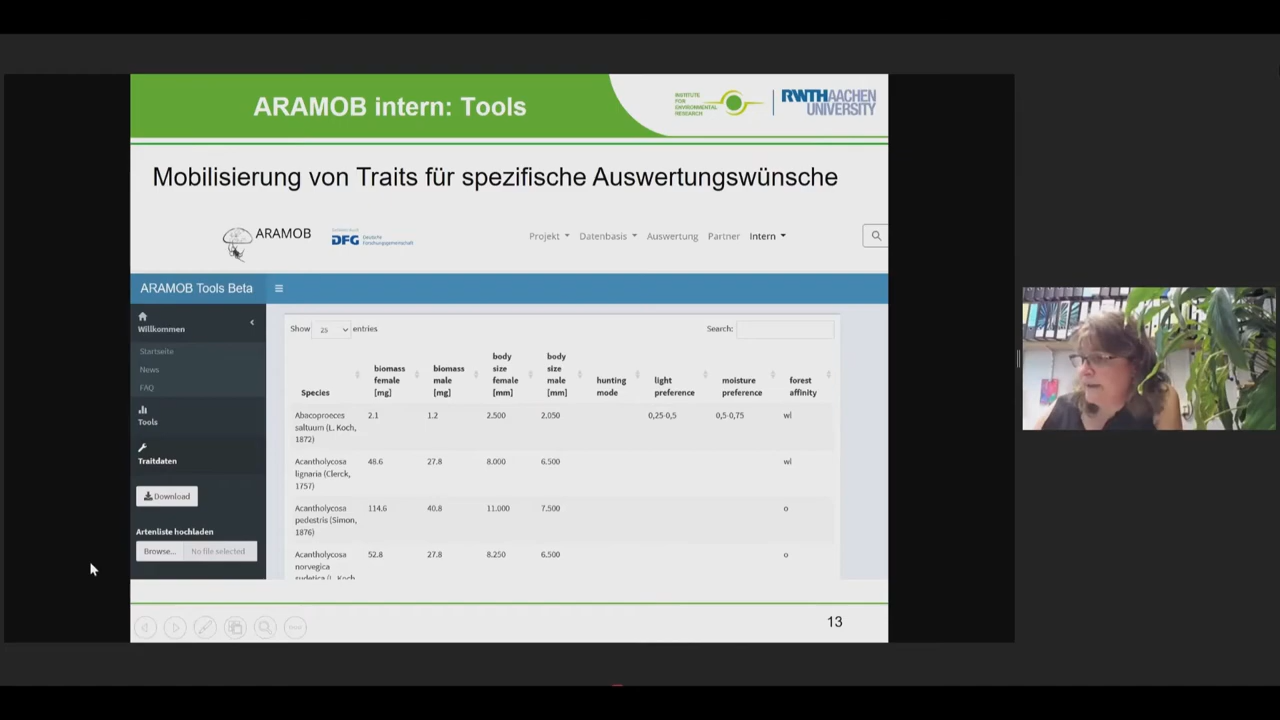 ARAMOB intern: Tools
INSTITUTE
FOR
ENVIRONMENTAL
RESEARCH
RWTHAACHEN
UNIVERSITY
Mobilisierung von Traits für spezifische Auswertungswünsche
ARAMOB
DFG Deutsche
Forschungsgemeinschaft
Projekt
Datenbasis
Auswertung
Partner
Intern
ARAMOB Tools Beta
Willkommen
Startseite
News
FAQ
Tools
Traitdaten
Download
Artenliste hochladen
Browse... No file selected
Show 25 entries
Search:
Species
biomass
female
[mg]
biomass
male
[mg]
body
size
female
[mm]
body
size
male
[mm]
hunting
mode
light
preference
moisture
preference
forest
affinity
Abacoproeces
saltuum (L. Koch,
1872)
2.1
1.2
2.500
2.050
0,25-0,5
0,5-0,75
wl
Acantholycosa
lignaria (Clerck,
1757)
48.6
27.8
8.000
6.500
wl
Acantholycosa
pedestris (Simon,
1876)
114.6
40.8
11.000
7.500
o
Acantholycosa
norvegica
sudetica (L. Koch
52.8
27.8
8.250
6.500
o
13